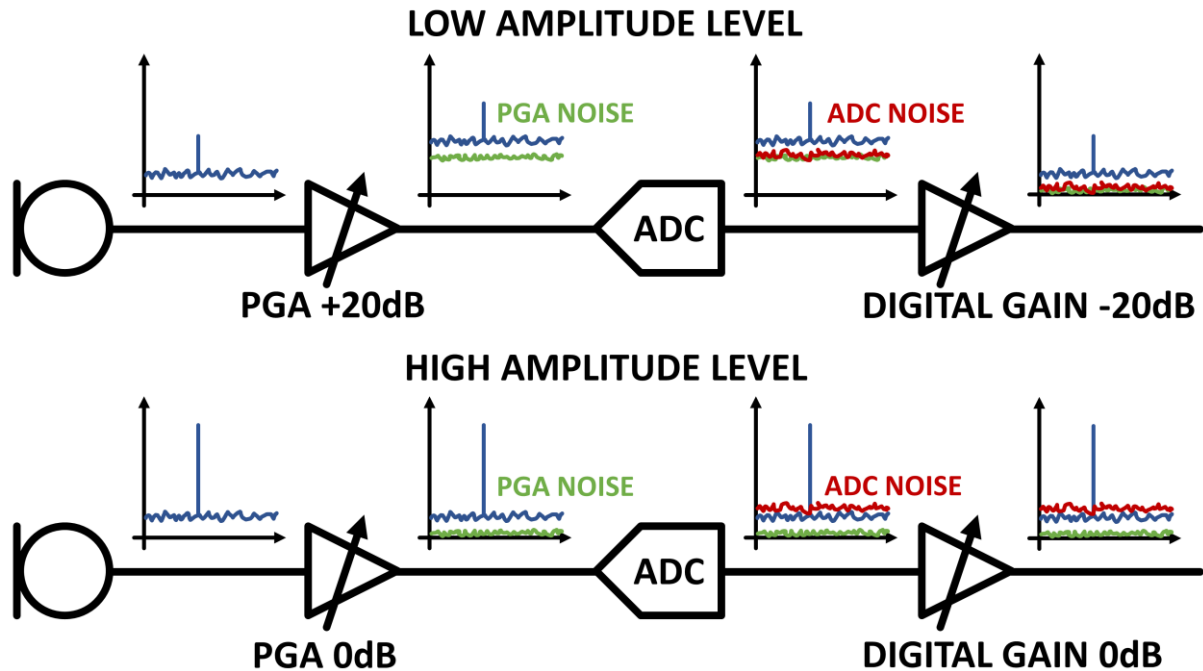 LOW AMPLITUDE LEVEL
PGA NOISE
ADC NOISE
ADC
PGA +20dB
DIGITAL GAIN -20dB
HIGH AMPLITUDE LEVEL
PGA NOISE
ADC NOISE
ADC
PGA 0dB
DIGITAL GAIN 0dB